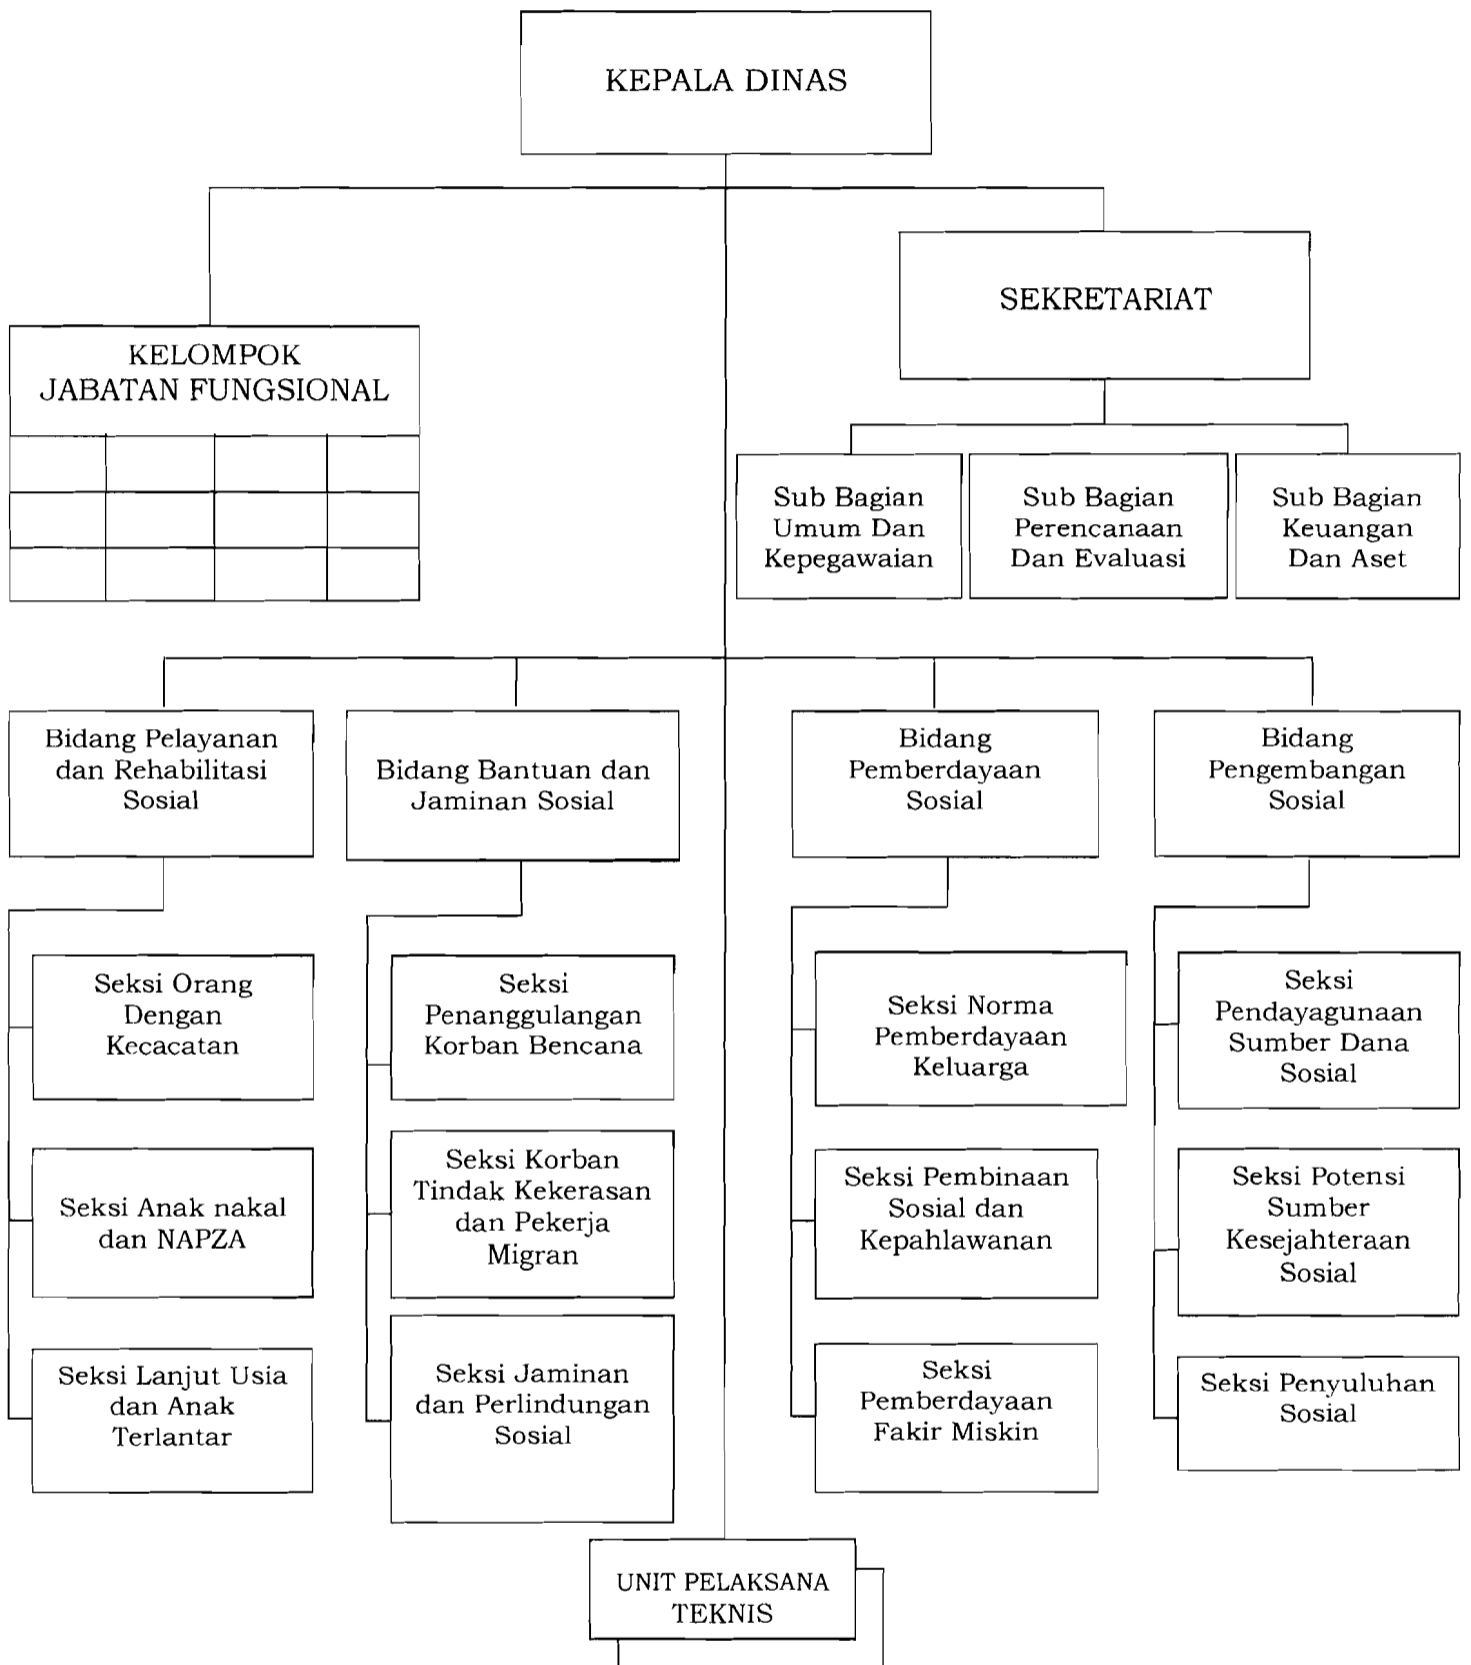 KEPALA DINAS
SEKRETARIAT
KELOMPOK
JABATAN FUNGSIONAL
Sub Bagian
Umum Dan
Kepegawaian
Sub Bagian
Perencanaan
Dan Evaluasi
Sub Bagian
Keuangan
Dan Aset
Bidang Pelayanan
dan Rehabilitasi
Sosial
Bidang Bantuan dan
Jaminan Sosial
Bidang
Pemberdayaan
Sosial
Bidang
Pengembangan
Sosial
Seksi Orang
Dengan
Kecacatan
Seksi
Penanggulangan
Korban Bencana
Seksi Norma
Pemberdayaan
Keluarga
Seksi
Pendayagunaan
Sumber Dana
Sosial
Seksi Anak nakal
dan NAPZA
Seksi Korban
Tindak Kekerasan
dan Pekerja
Migran
Seksi Pembinaan
Sosial dan
Kepahlawanan
Seksi Potensi
Sumber
Kesejahteraan
Sosial
Seksi Lanjut Usia
dan Anak
Terlantar
Seksi Jaminan
dan Perlindungan
Sosial
Seksi
Pemberdayaan
Fakir Miskin
Seksi Penyuluhan
Sosial
UNIT PELAKSANA
TEKNIS